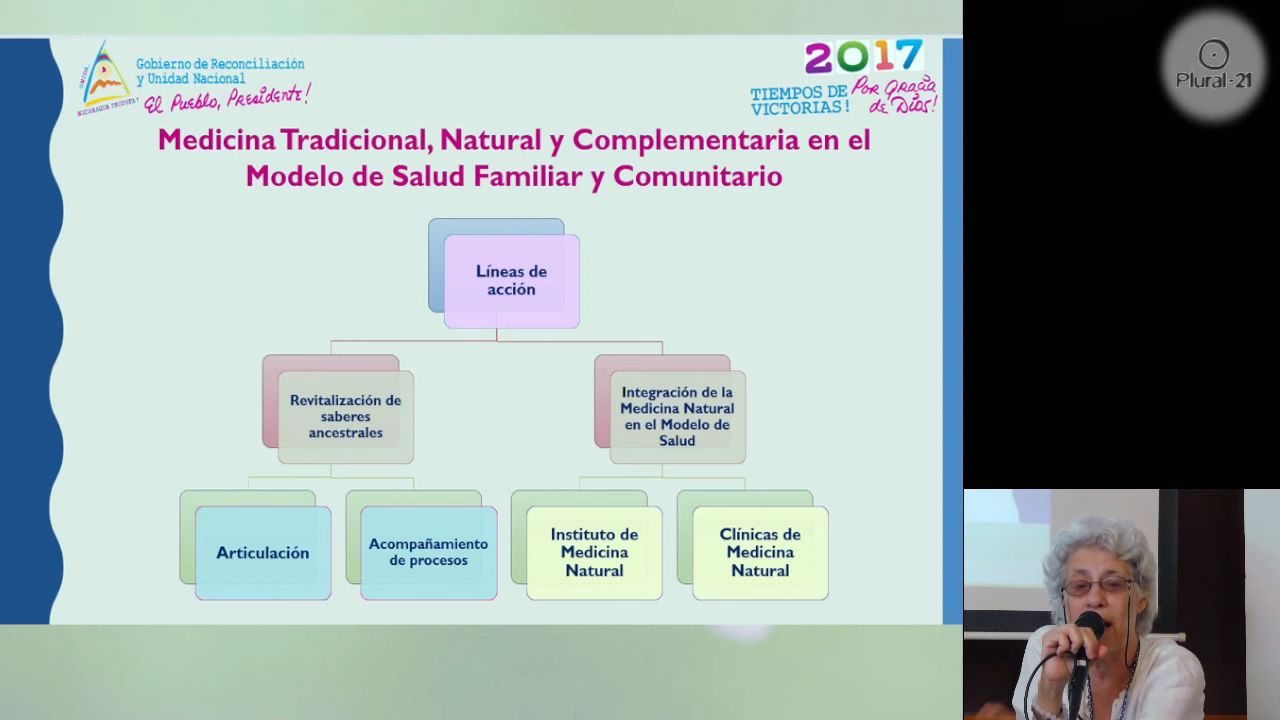 Gobierno de Reconciliación
y Unidad Nacional
El Pueblo, Presidente!
UNIDA,
NICARAGUA TRIUNFA!
2017
TIEMPOS DE
VICTORIAS!
Por Gracia
de Dios!
Plural-21
Medicina Tradicional, Natural y Complementaria en el
Modelo de Salud Familiar y Comunitario
Líneas de
acción
Revitalización de
saberes
ancestrales
Integración de la
Medicina Natural
en el Modelo de
Salud
Articulación
Acompañamiento
de procesos
Instituto de
Medicina
Natural
Clínicas de
Medicina
Natural